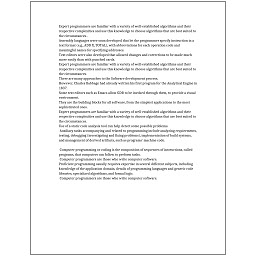 Expert programmers are familiar with a variety of well-established algorithms and their
respective complexities and use this knowledge to choose algorithms that are best suited to
the circumstances.
Assembly languages were soon developed that let the programmer specify instruction in a
text format (e.g., ADD X, TOTAL), with abbreviations for each operation code and
meaningful names for specifying addresses.
Text editors were also developed that allowed changes and corrections to be made much
more easily than with punched cards.
Expert programmers are familiar with a variety of well-established algorithms and their
respective complexities and use this knowledge to choose algorithms that are best suited to
the circumstances.
There are many approaches to the Software development process.
However, Charles Babbage had already written his first program for the Analytical Engine in
1837.
Some text editors such as Emacs allow GDB to be invoked through them, to provide a visual
environment.
They are the building blocks for all software, from the simplest applications to the most
sophisticated ones.
Expert programmers are familiar with a variety of well-established algorithms and their
respective complexities and use this knowledge to choose algorithms that are best suited to
the circumstances.
Use of a static code analysis tool can help detect some possible problems.
Auxiliary tasks accompanying and related to programming include analyzing requirements,
testing, debugging (investigating and fixing problems), implementation of build systems,
and management of derived artifacts, such as programs' machine code.

Computer programming or coding is the composition of sequences of instructions, called
programs, that computers can follow to perform tasks.
Computer programmers are those who write computer software.
Proficient programming usually requires expertise in several different subjects, including
knowledge of the application domain, details of programming languages and generic code
libraries, specialized algorithms, and formal logic.
Computer programmers are those who write computer software.